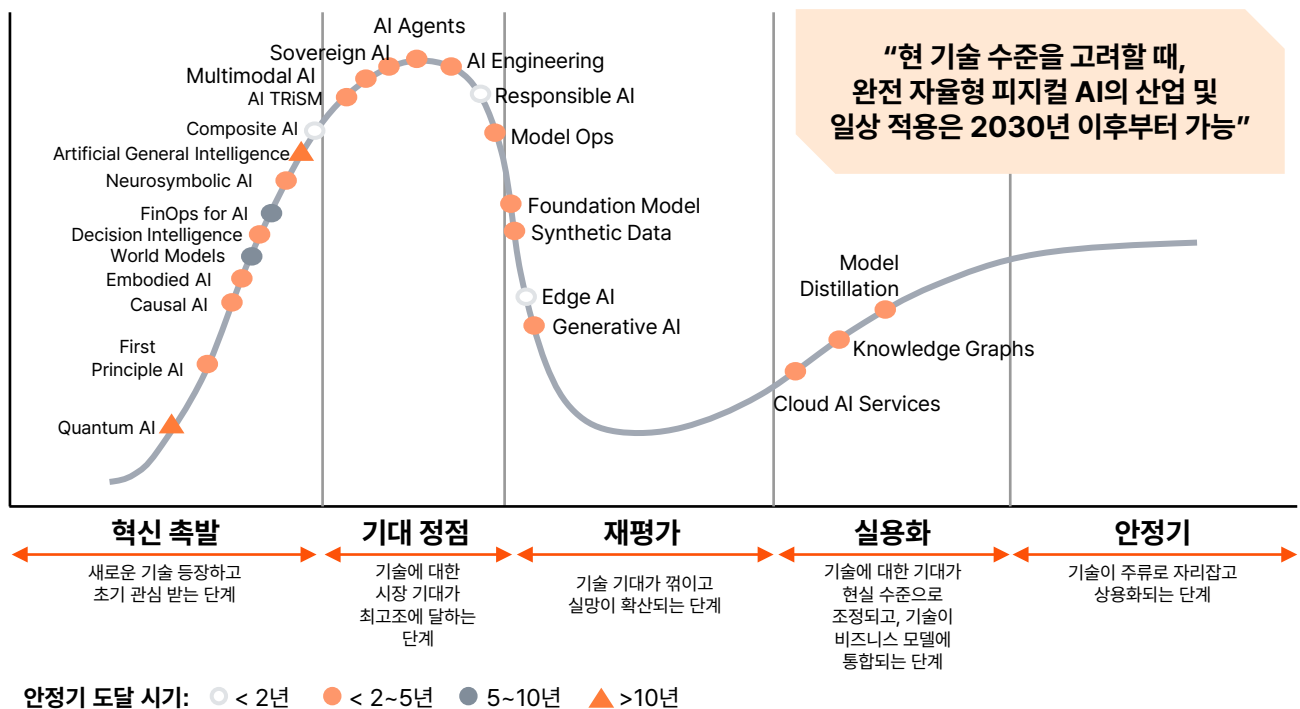 “현 기술 수준을 고려할 때,
완전 자율형 피지컬 AI의 산업 및
일상 적용은 2030년 이후부터 가능”
AI Agents
Sovereign AI
AI Engineering
Multimodal AI
Responsible AI
AI TRiSM
Composite AI
Model Ops
Artificial General Intelligence
Neurosymbolic AI
FinOps for AI
Foundation Model
Decision Intelligence
Synthetic Data
World Models
Embodied AI
Causal AI
Edge AI
Generative AI
First
Principle AI
Quantum AI
Model
Distillation
Knowledge Graphs
Cloud AI Services
혁신 촉발
새로운 기술 등장하고
초기 관심 받는 단계
기대 정점
기술에 대한
시장 기대가
최고조에 달하는
단계
재평가
기술 기대가 꺾이고
실망이 확산되는 단계
실용화
기술에 대한 기대가
현실 수준으로
조정되고, 기술이
비즈니스 모델에
통합되는 단계
안정기
기술이 주류로 자리잡고
상용화되는 단계
안정기 도달 시기: < 2년 < 2~5년 5~10년 >10년